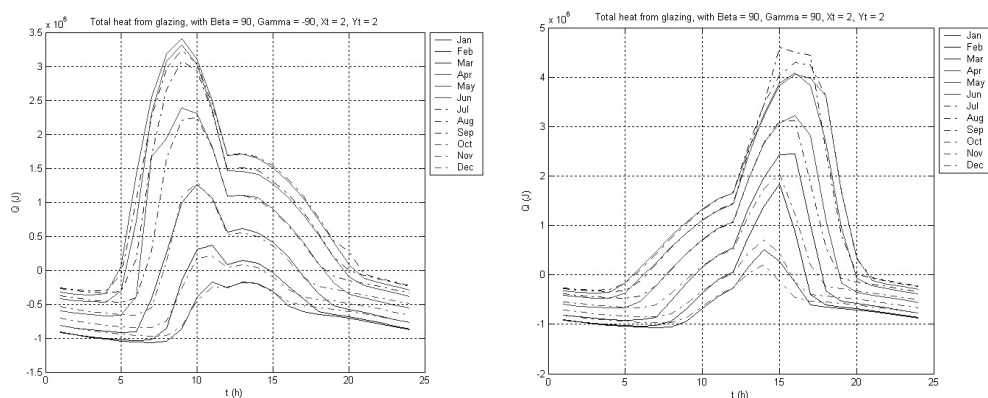 Total heat from glazing, with Beta = 90, Gamma = -90, Xt = 2, Yt = 2
x 10^6
3.5
3
2.5
2
1.5
1
0.5
0
-0.5
-1
-1.5
Q (J)
0 5 10 15 20 25
t (h)
Jan
Feb
Mar
Apr
May
Jun
Jul
Aug
Sep
Oct
Nov
Dec
Total heat from glazing, with Beta = 90, Gamma = 90, Xt = 2, Yt = 2
x 10^6
5
4
3
2
1
0
-1
-2
Q (J)
0 5 10 15 20 25
t (h)
Jan
Feb
Mar
Apr
May
Jun
Jul
Aug
Sep
Oct
Nov
Dec